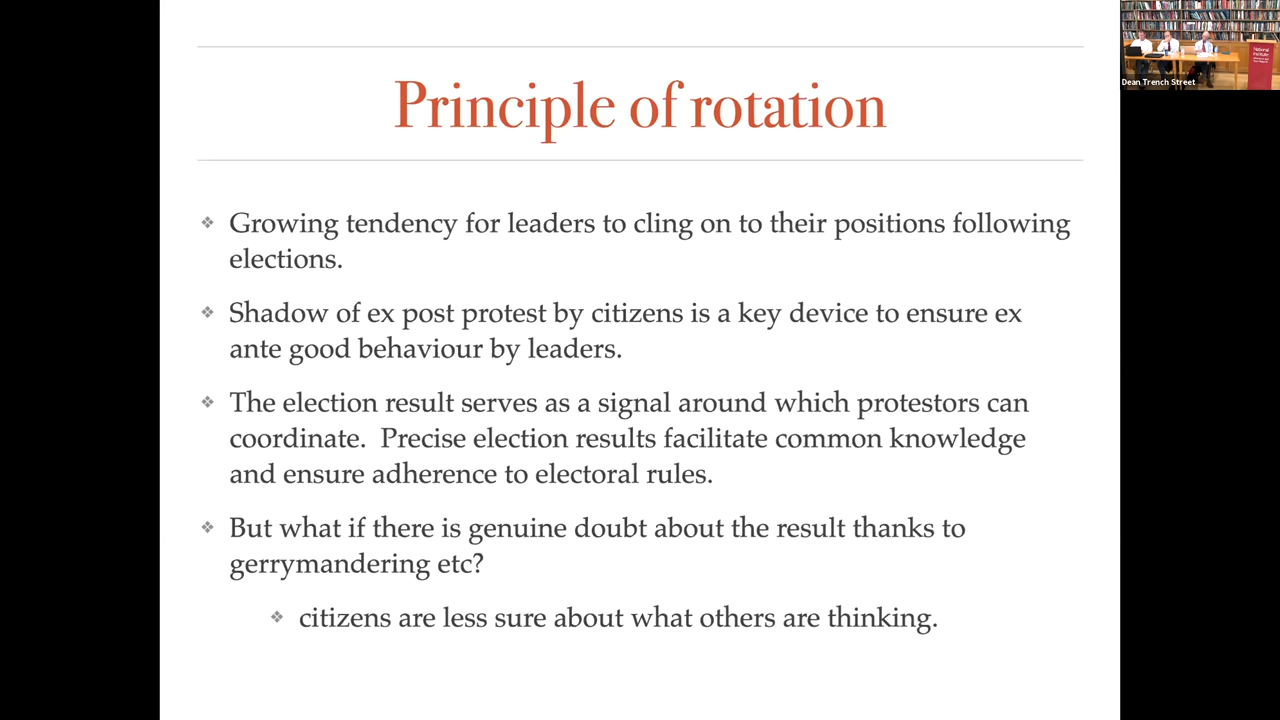 Principle of rotation
Dean Trench Street
National
Institute
❖ Growing tendency for leaders to cling on to their positions following
elections.
❖ Shadow of ex post protest by citizens is a key device to ensure ex
ante good behaviour by leaders.
❖ The election result serves as a signal around which protestors can
coordinate.  Precise election results facilitate common knowledge
and ensure adherence to electoral rules.
❖ But what if there is genuine doubt about the result thanks to
gerrymandering etc?
❖ citizens are less sure about what others are thinking.